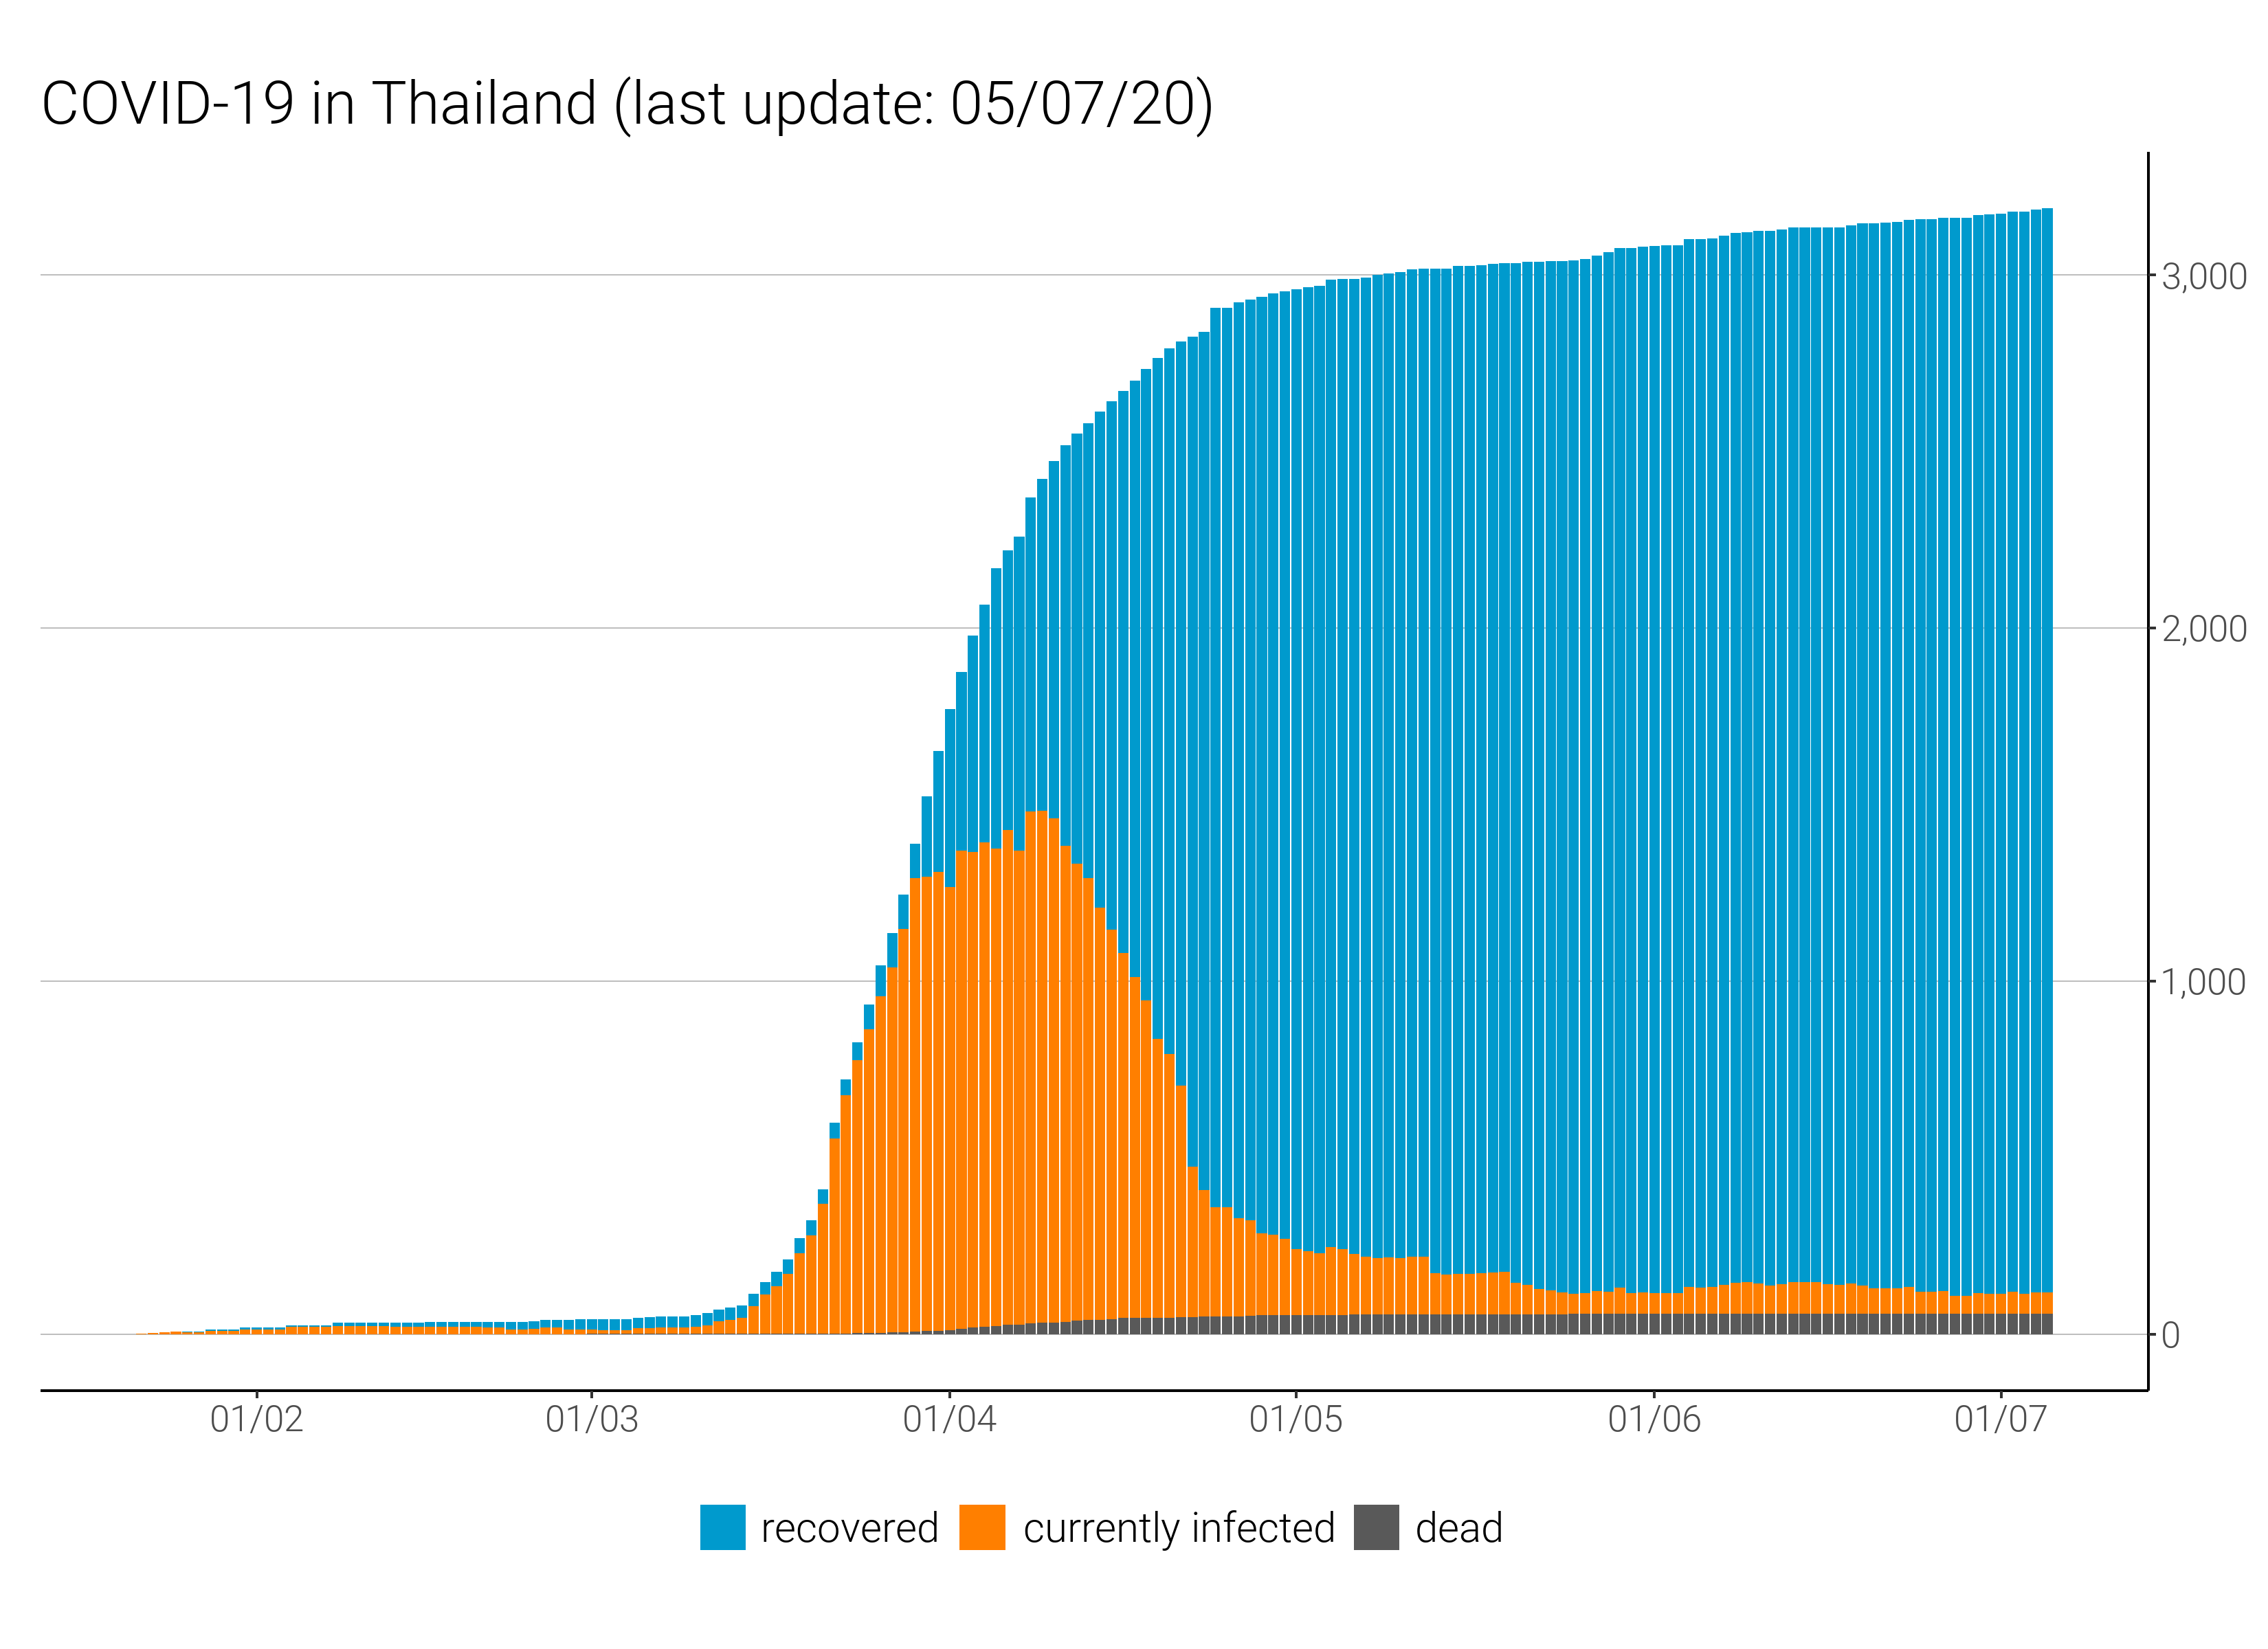 COVID-19 in Thailand (last update: 05/07/20)
3,000
2,000
1,000
0
01/02 01/03 01/04 01/05 01/06 01/07
recovered currently infected dead